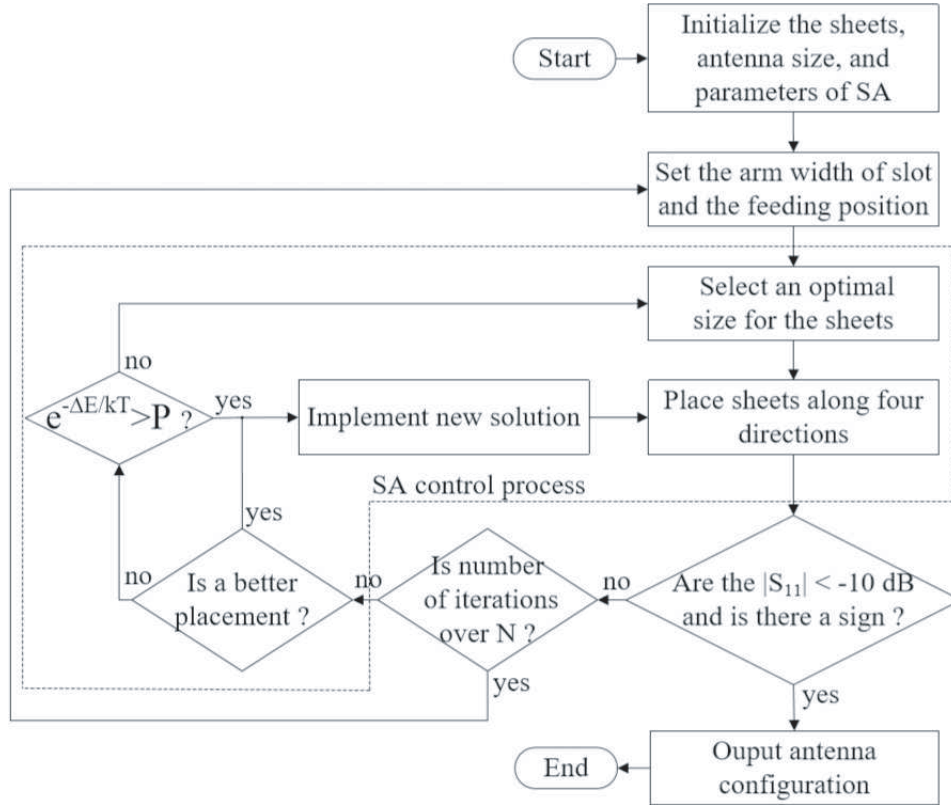 Start
Initialize the sheets,
antenna size, and
parameters of SA
Set the arm width of slot
and the feeding position
Select an optimal
size for the sheets
no
e-ΔE/kT>P ?
yes
Implement new solution
Place sheets along four
directions
SA control process
yes
no
Is a better
placement ?
no
Is number
of iterations
over N ?
no
Are the |S11| < -10 dB
and is there a sign ?
yes
yes
End
Ouput antenna
configuration